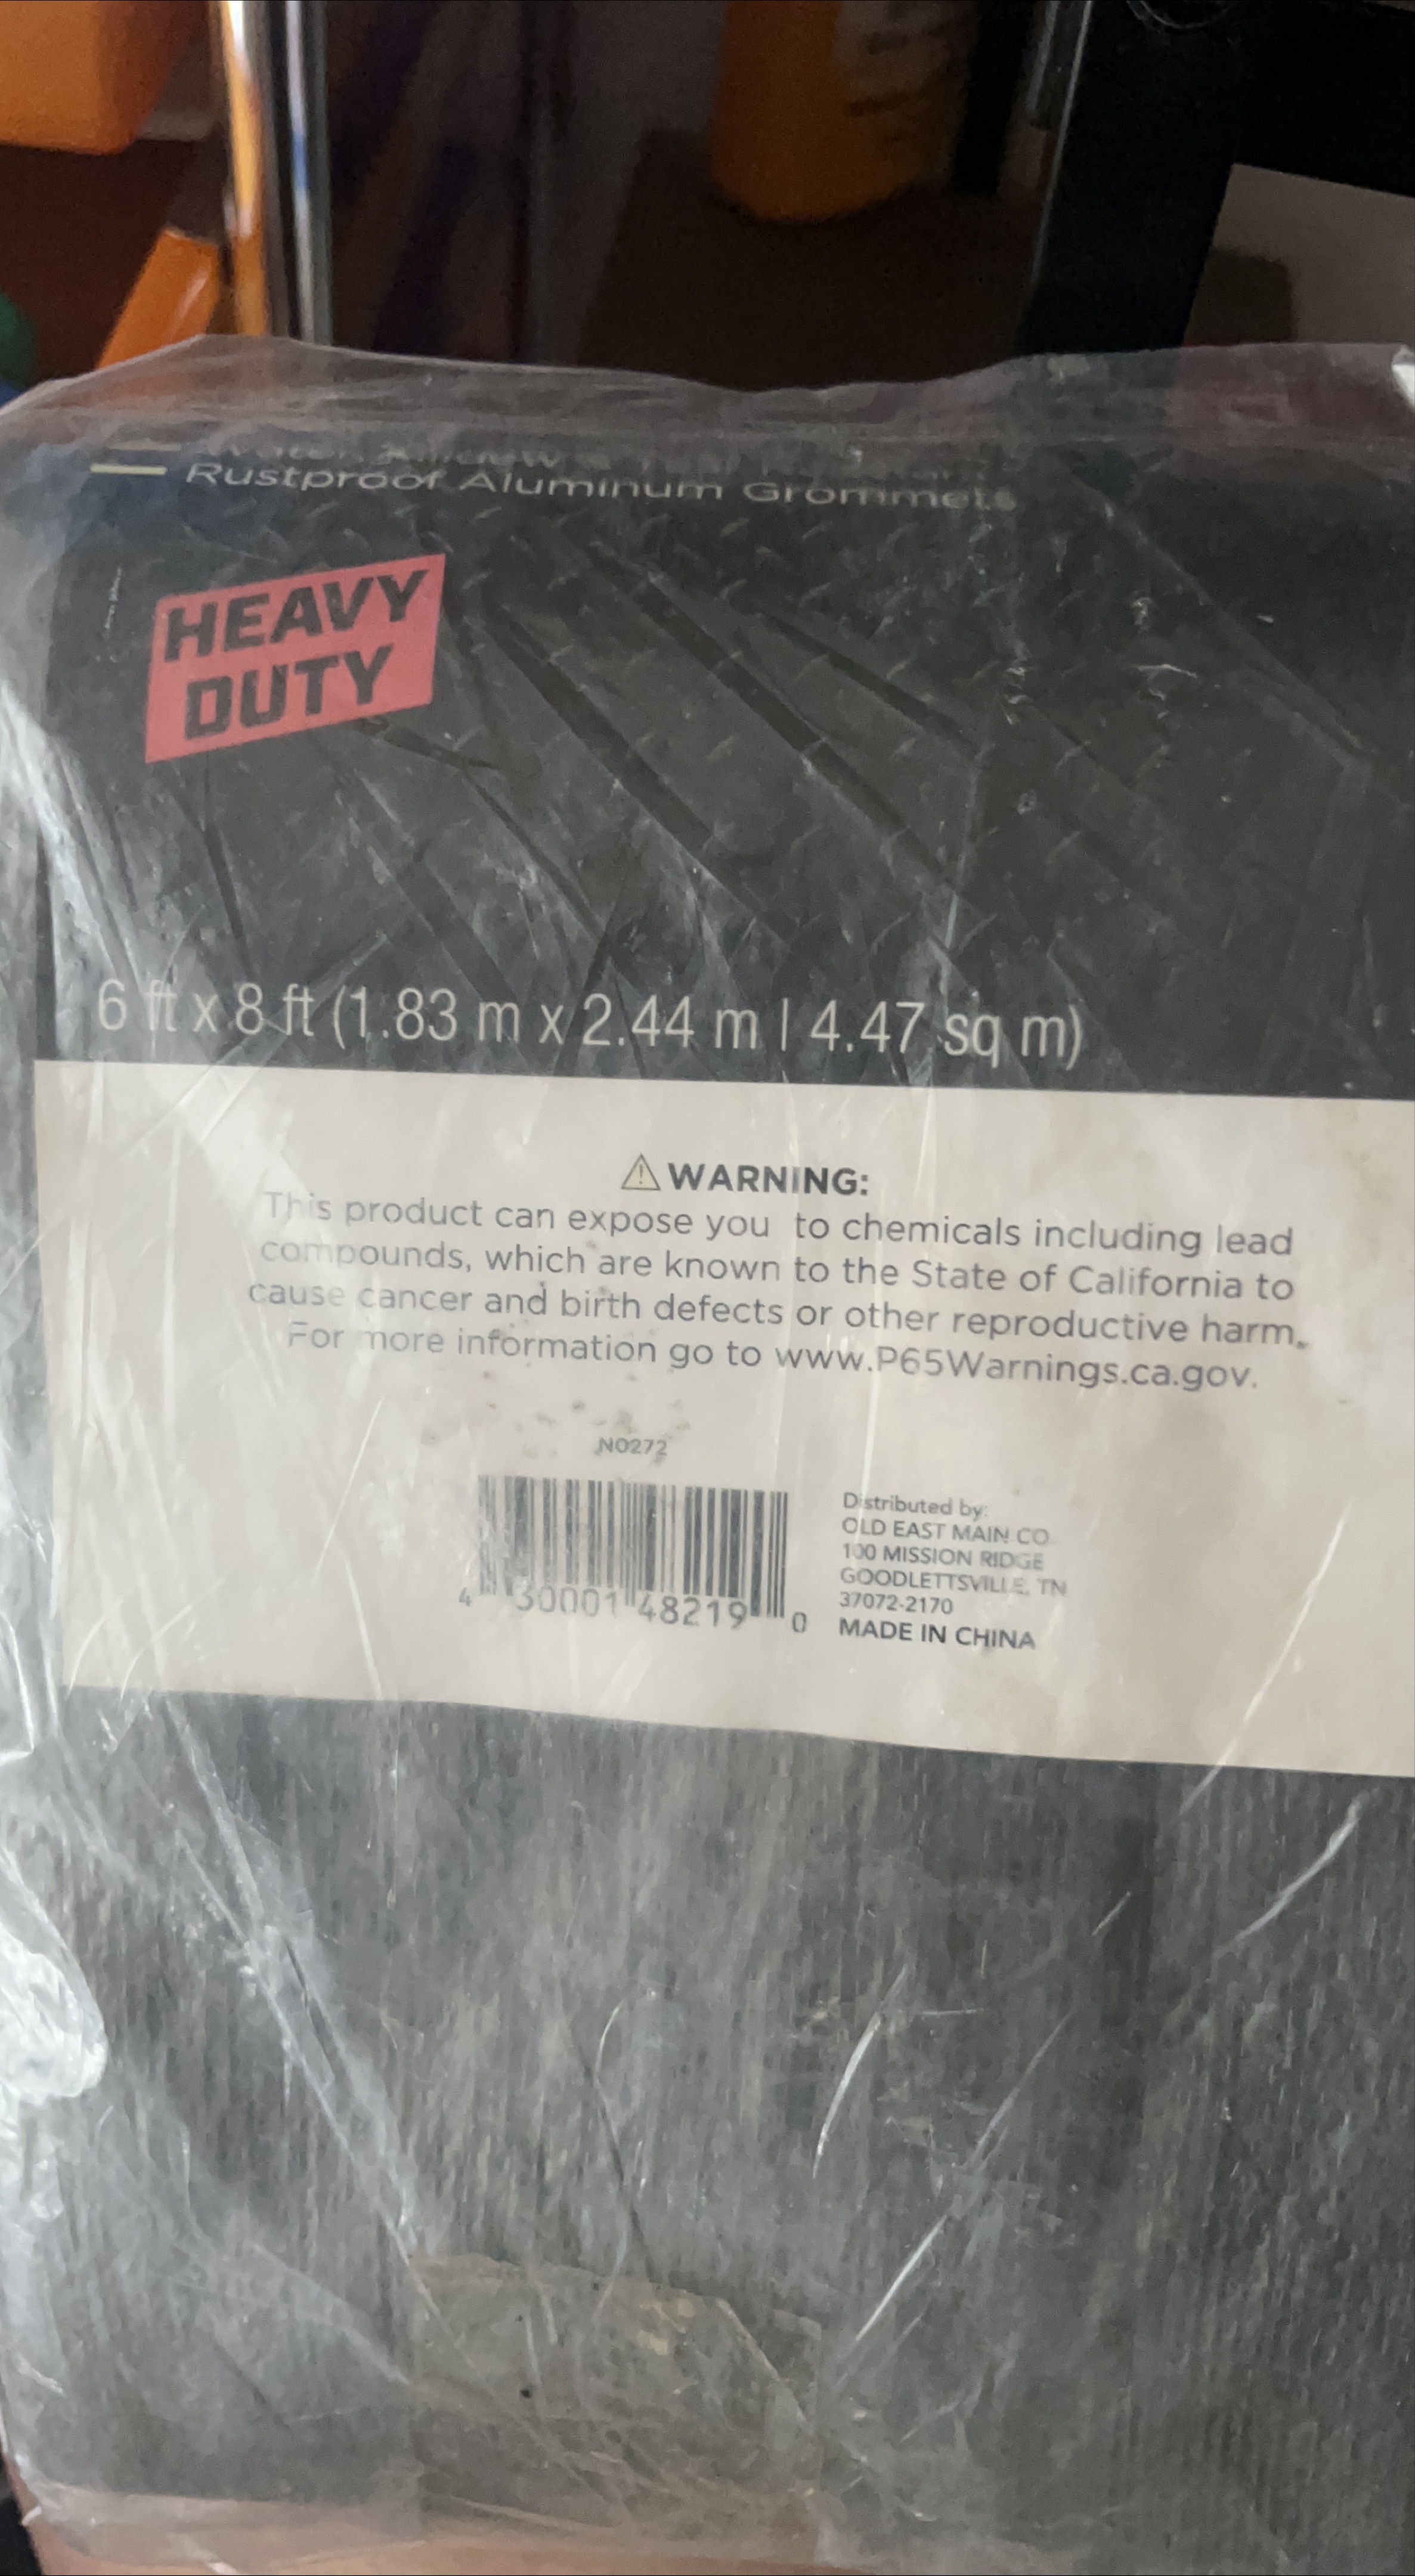 Rustproof Aluminum Grommets
HEAVY
DUTY
6 ft x 8 ft (1.83 m x 2.44 m | 4.47 sq m)
⚠WARNING:
This product can expose you to chemicals including lead
compounds, which are known to the State of California to
cause cancer and birth defects or other reproductive harm.
For more information go to www.P65Warnings.ca.gov.
N0272
4 30001 48219 0
Distributed by:
OLD EAST MAIN CO.
100 MISSION RIDGE
GOODLETTSVILLE, TN
37072-2170
MADE IN CHINA